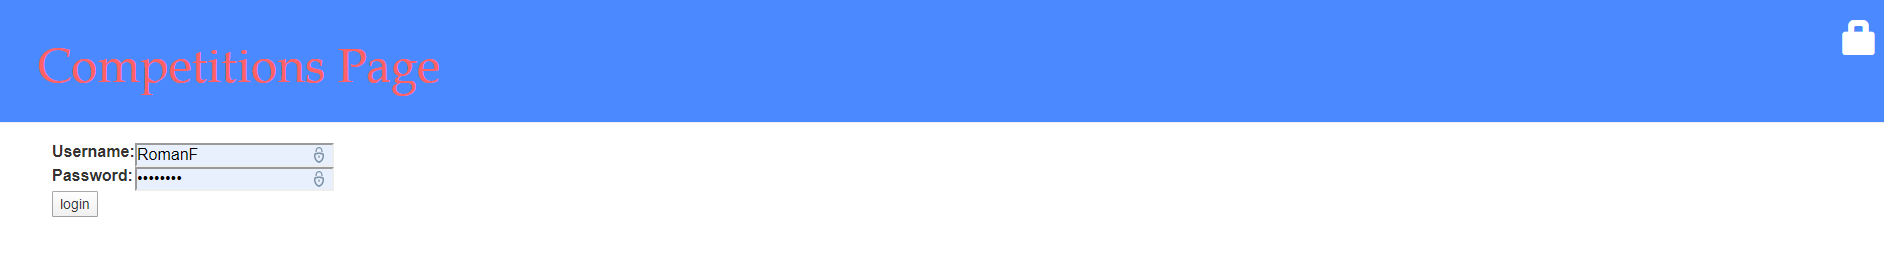 Competitions Page
Username: RomanF
Password: ••••••••
login